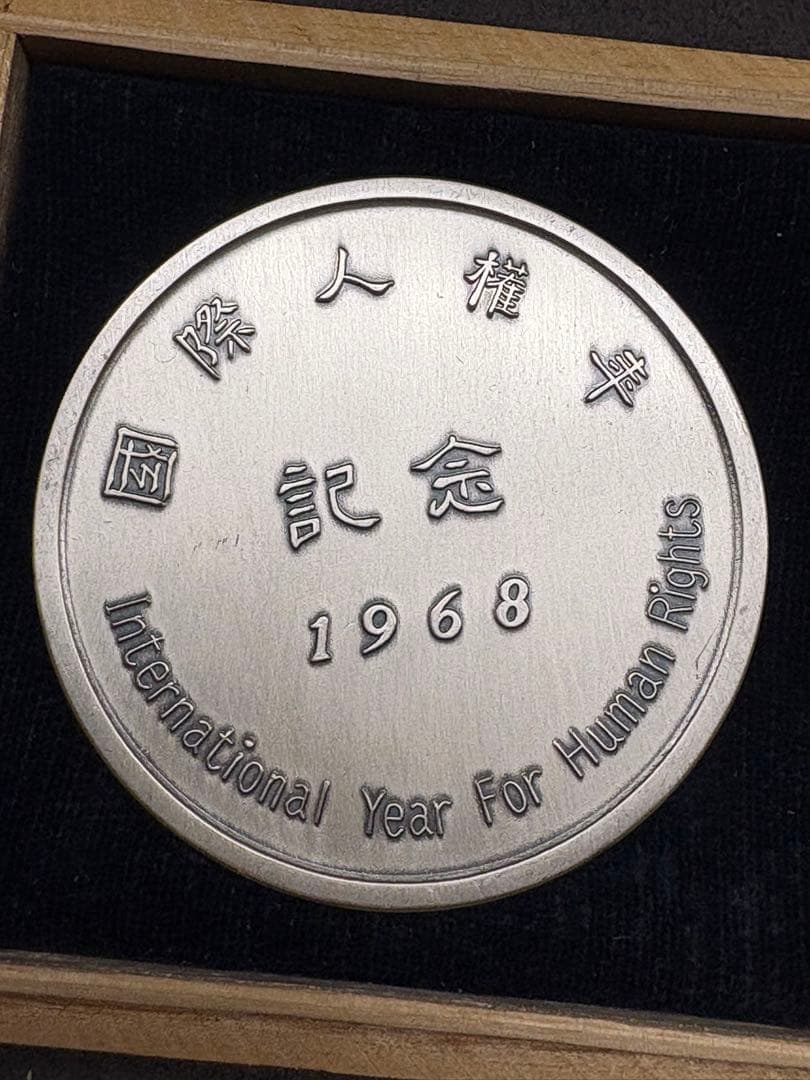 国際人権年
記念
1968
International Year For Human Rights